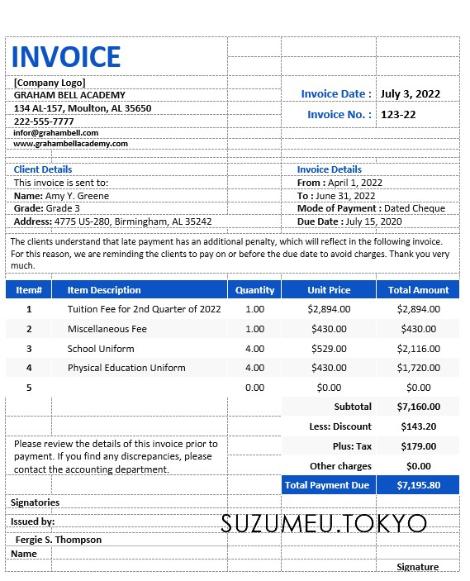 INVOICE
[Company Logo]
GRAHAM BELL ACADEMY
134 AL-157, Moulton, AL 35650
222-555-7777
infor@grahambell.com
www.grahambellacademy.com
Invoice Date : July 3, 2022
Invoice No. : 123-22
Client Details
This invoice is sent to:
Name: Amy Y. Greene
Grade: Grade 3
Address: 4775 US-280, Birmingham, AL 35242
Invoice Details
From : April 1, 2022
To : June 31, 2022
Mode of Payment : Dated Cheque
Due Date : July 15, 2020
The clients understand that late payment has an additional penalty, which will reflect in the following invoice.
For this reason, we are reminding the clients to pay on or before the due date to avoid charges. Thank you very
much.
Item# Item Description Quantity Unit Price Total Amount
1 Tuition Fee for 2nd Quarter of 2022 1.00 $2,894.00 $2,894.00
2 Miscellaneous Fee 1.00 $430.00 $430.00
3 School Uniform 4.00 $529.00 $2,116.00
4 Physical Education Uniform 4.00 $430.00 $1,720.00
5 0.00 $0.00 $0.00
Subtotal $7,160.00
Less: Discount $143.20
Plus: Tax $179.00
Other charges $0.00
Total Payment Due $7,195.80
Please review the details of this invoice prior to
payment. If you find any discrepancies, please
contact the accounting department.
Signatories
Issued by:
SUZUMEU.TOKYO
Fergie S. Thompson
Name
Signature